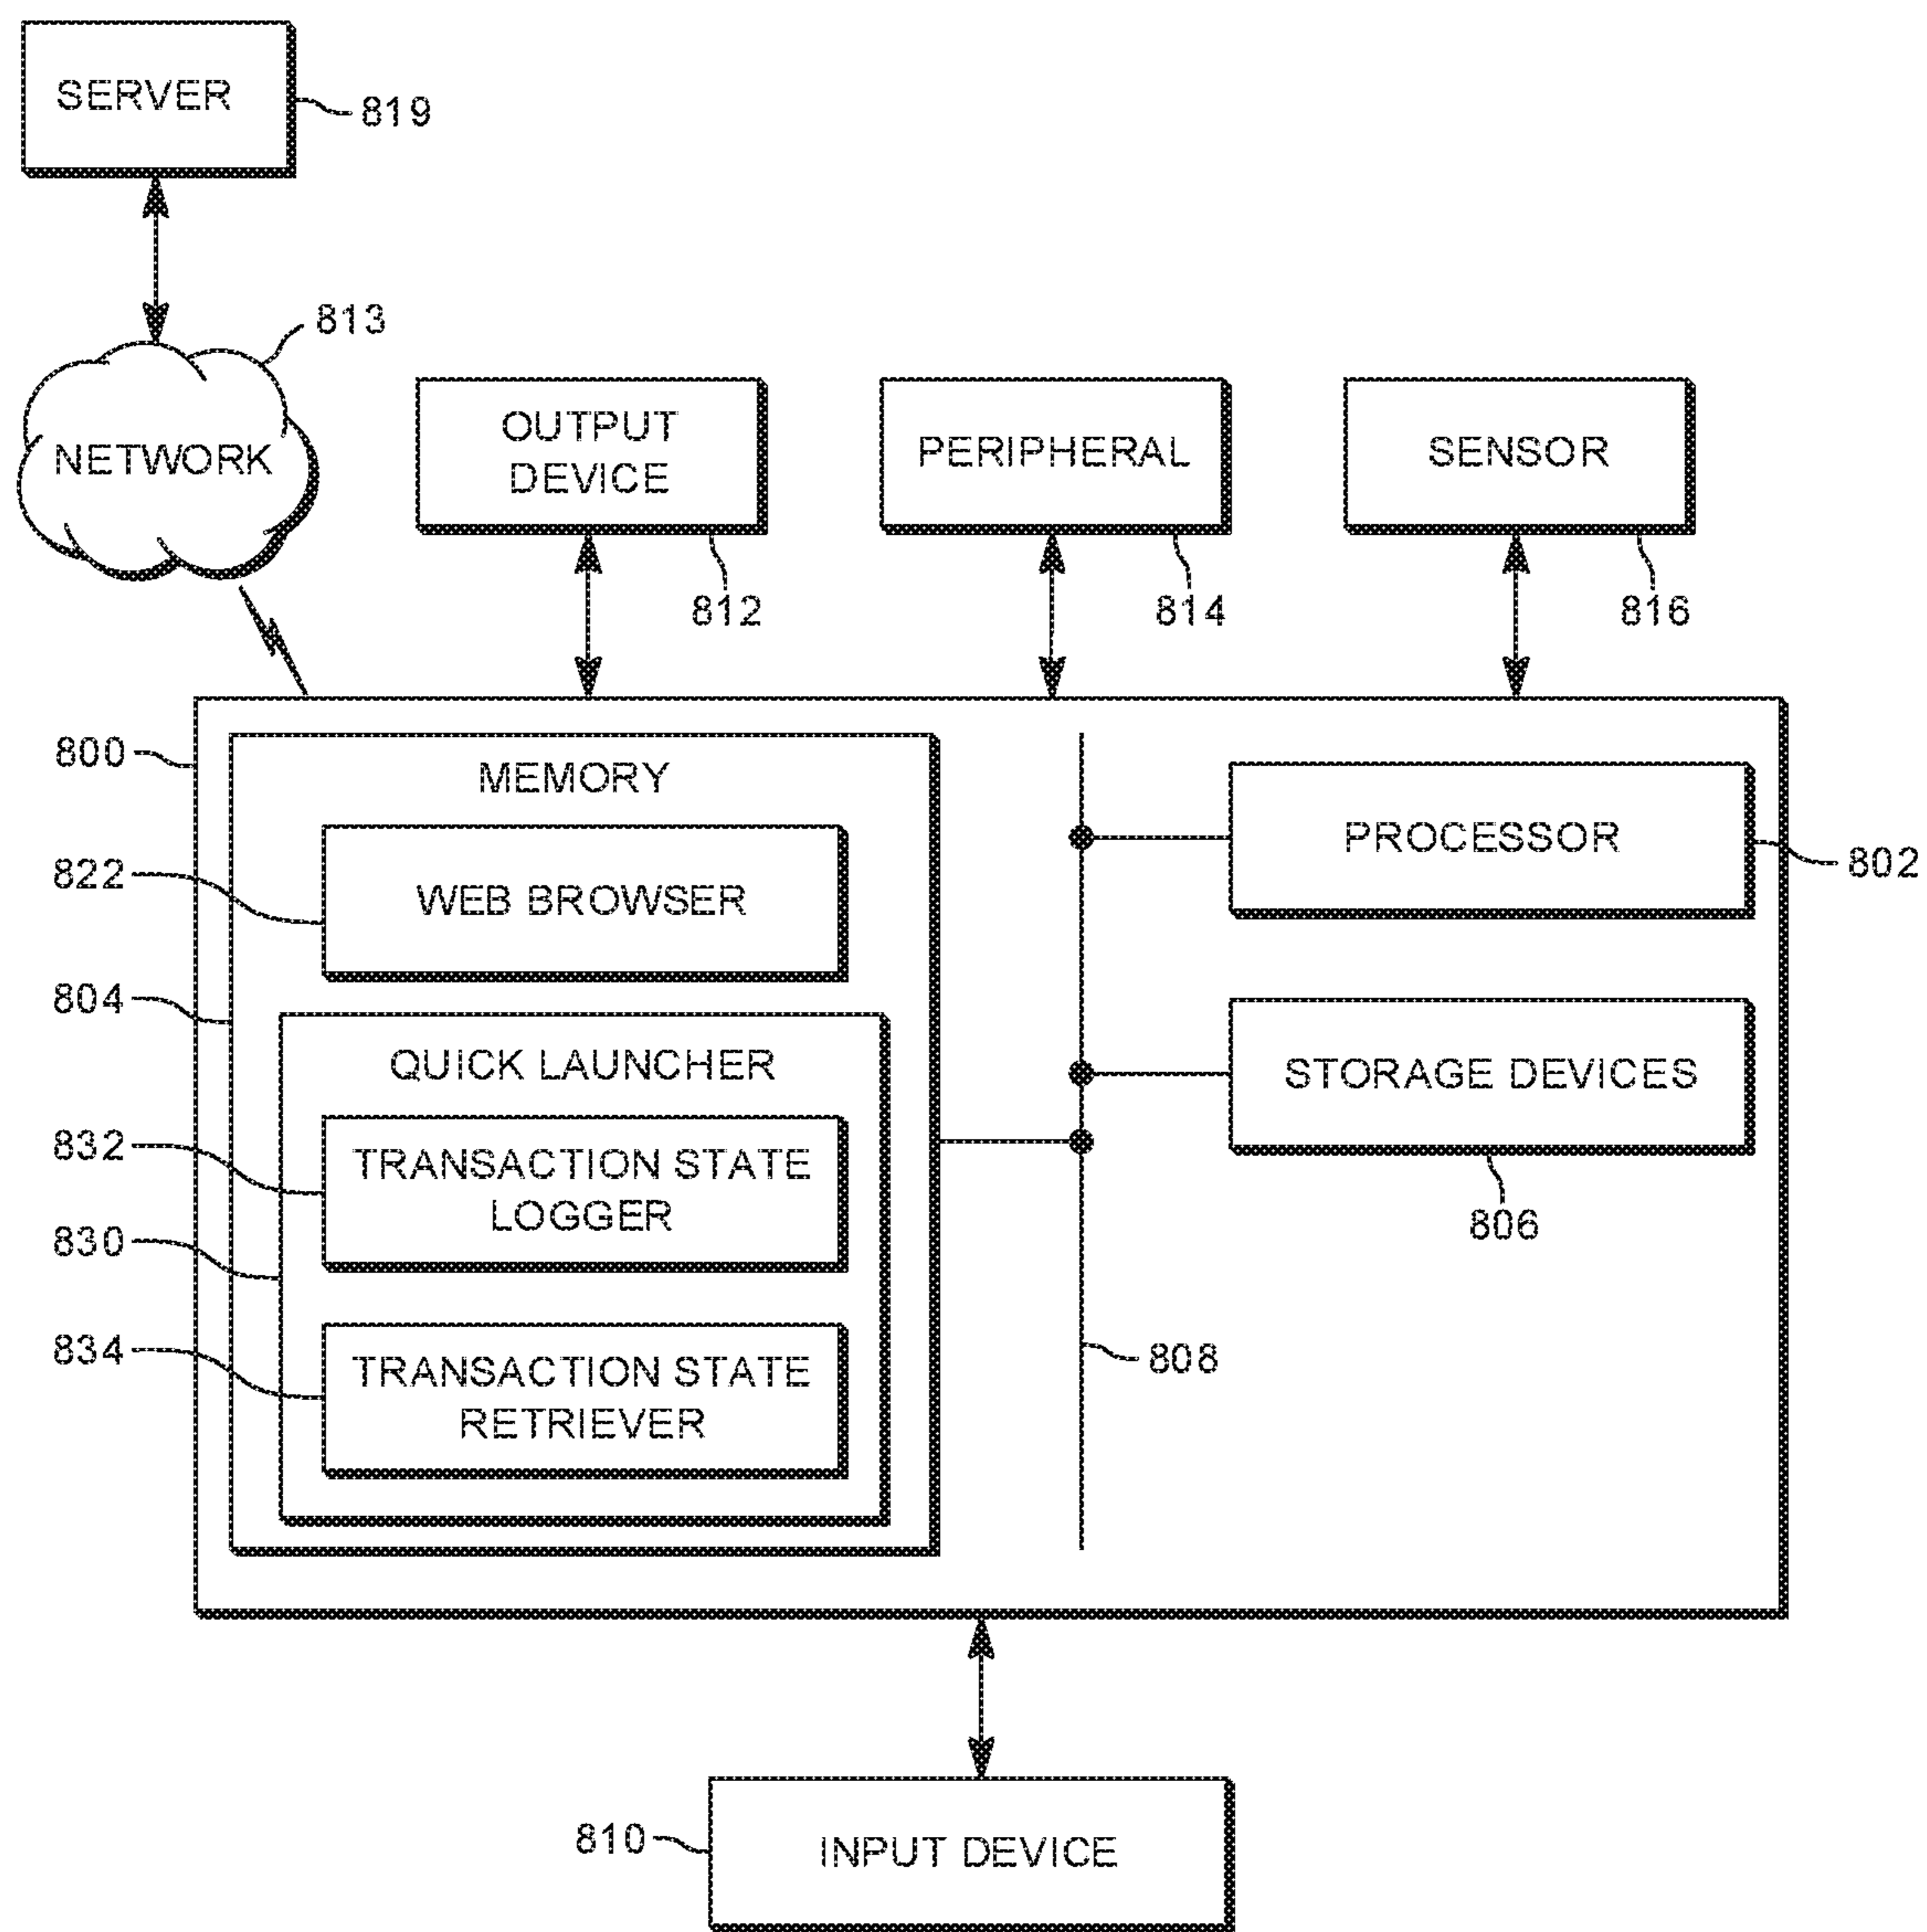 SERVER
819
813
NETWORK
OUTPUT
DEVICE
812
PERIPHERAL
814
SENSOR
816
800
MEMORY
822
WEB BROWSER
804
QUICK LAUNCHER
832
TRANSACTION STATE
LOGGER
830
834
TRANSACTION STATE
RETRIEVER
808
PROCESSOR
802
STORAGE DEVICES
806
810
INPUT DEVICE